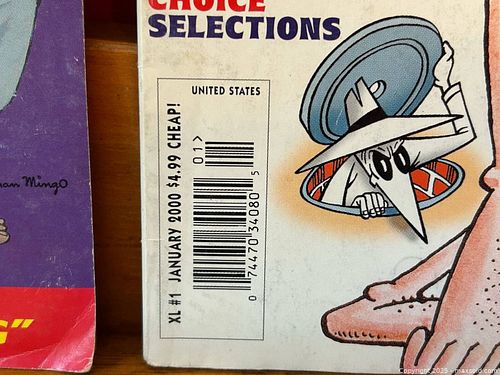 CHOICE
SELECTIONS
UNITED STATES
XL #1 JANUARY 2000 $4.99 CHEAP!
01>
0 74470 34080 5
Mingo
G"
Copyright 2025 - maxsold.com